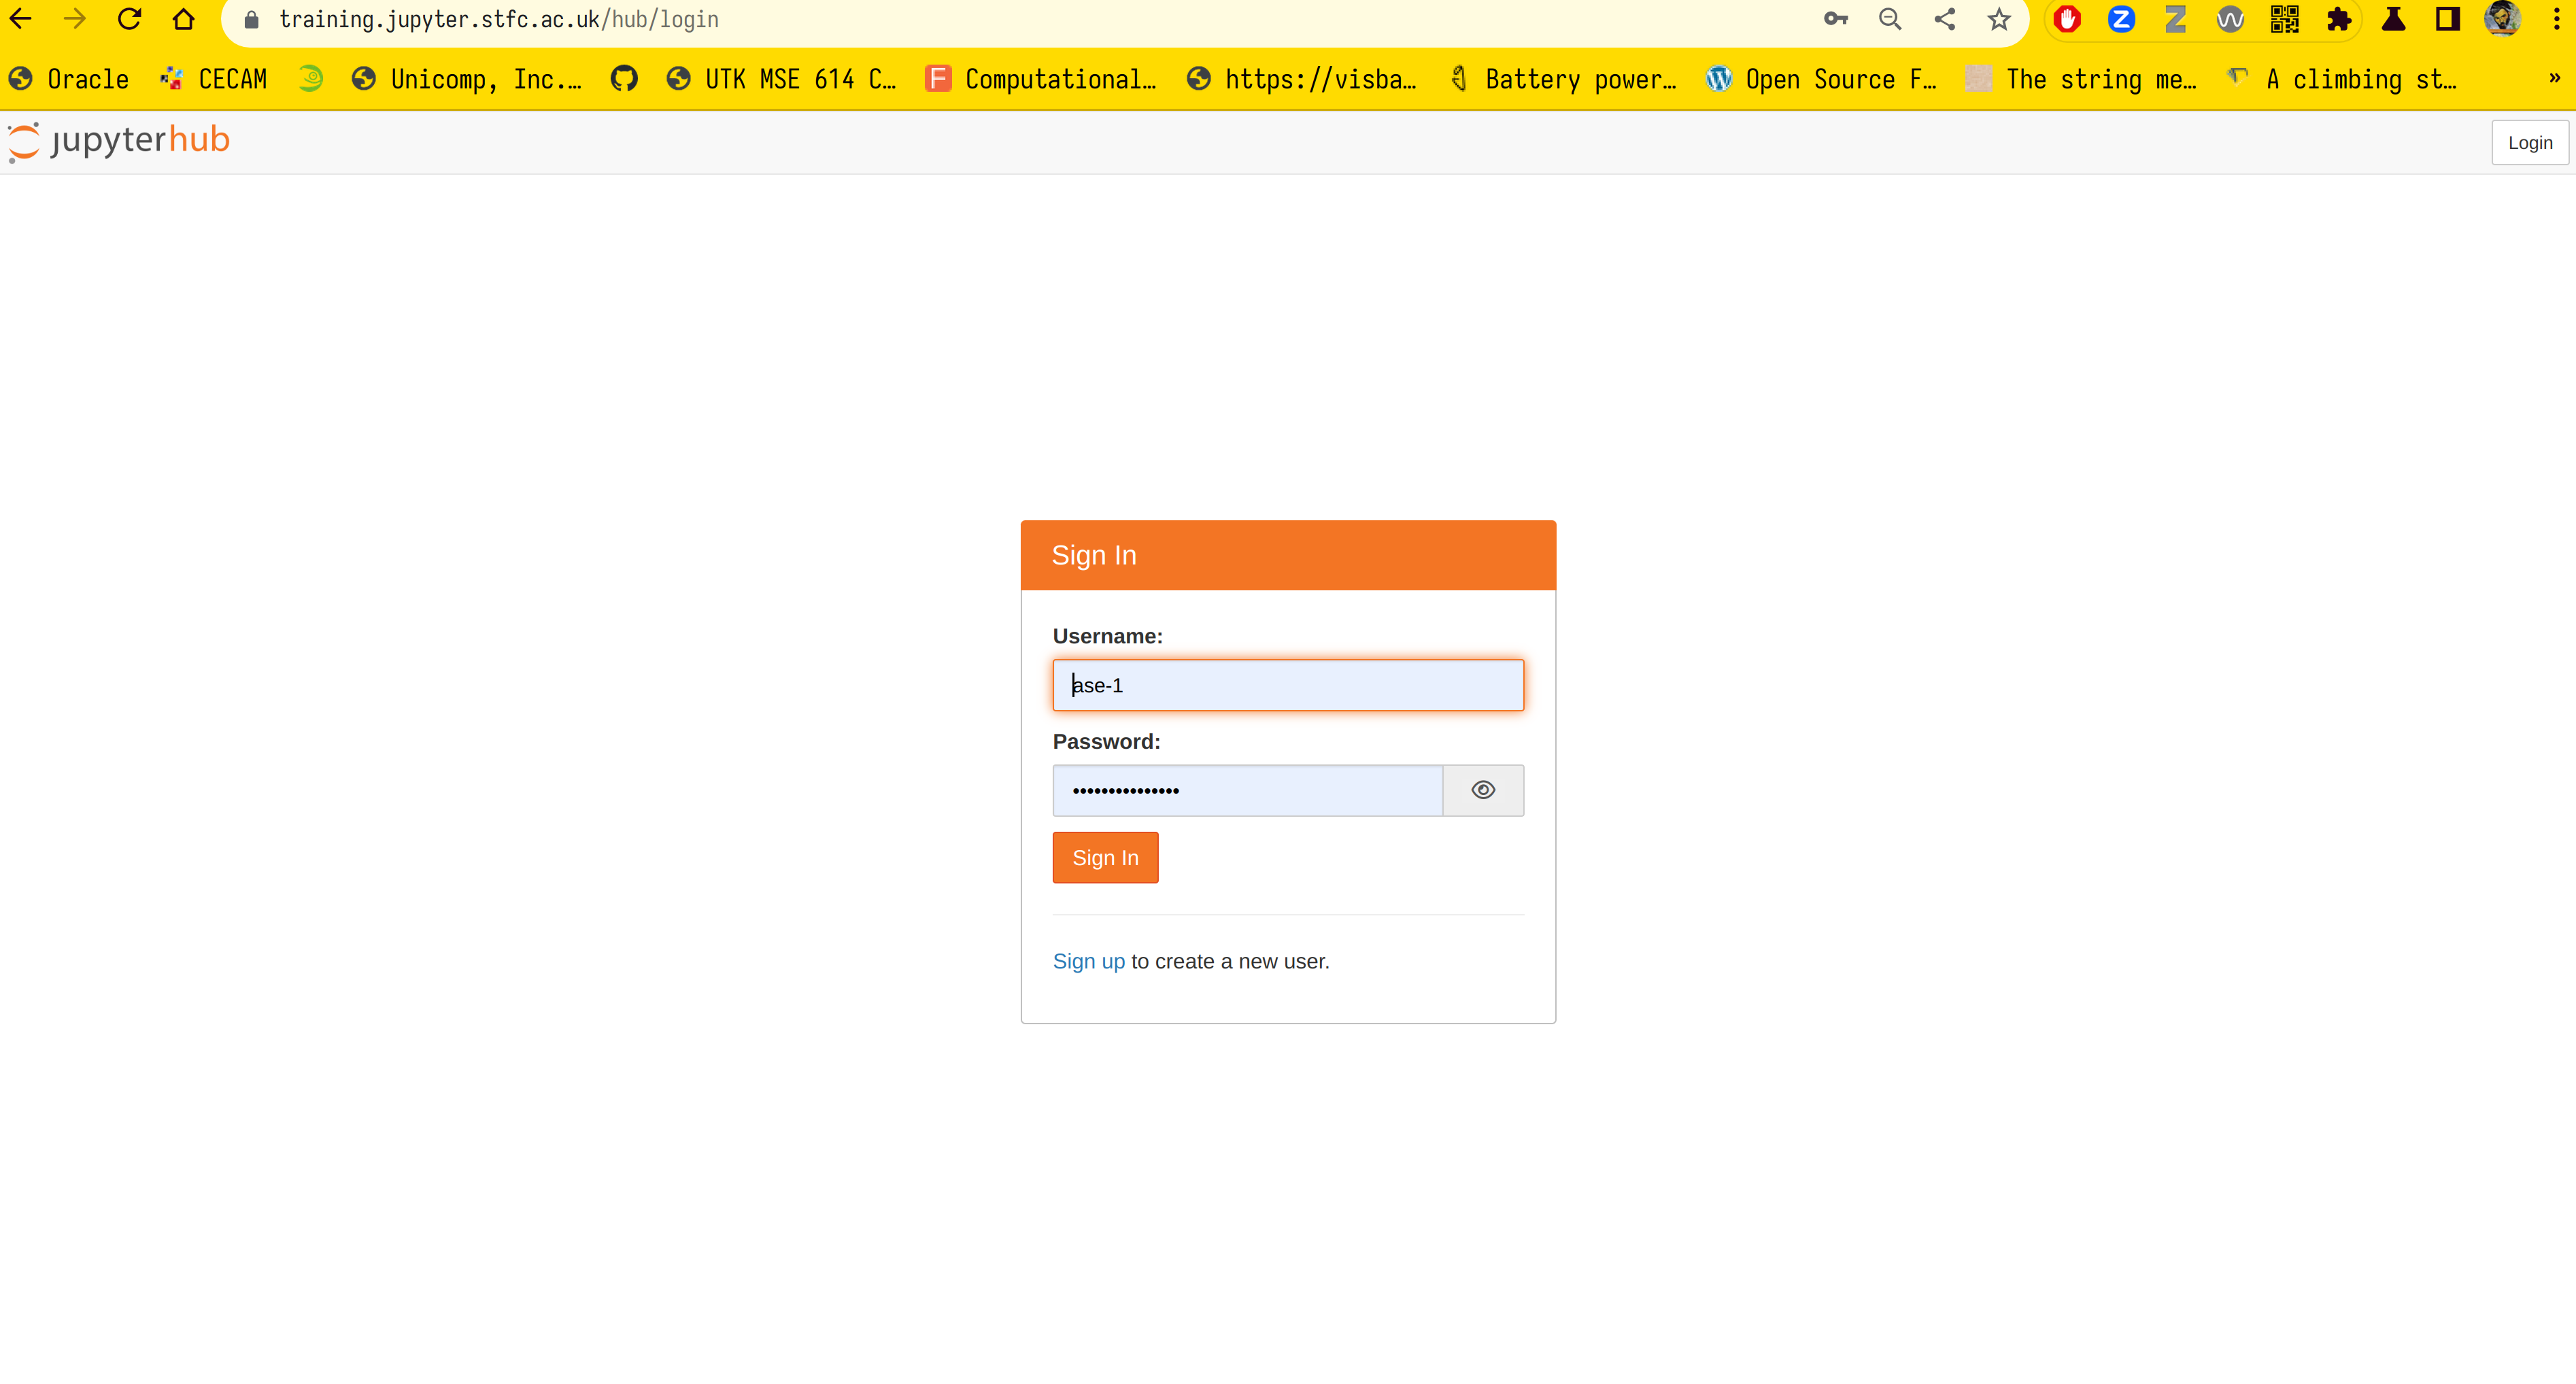 training.jupyter.stfc.ac.uk/hub/login
Oracle CECAM Unicomp, Inc.… UTK MSE 614 C… F Computational… https://visba… Battery power… Open Source F… The string me… A climbing st… »
jupyterhub Login
Sign In
Username:
ase-1
Password:
•••••••••••••••
Sign In
Sign up to create a new user.